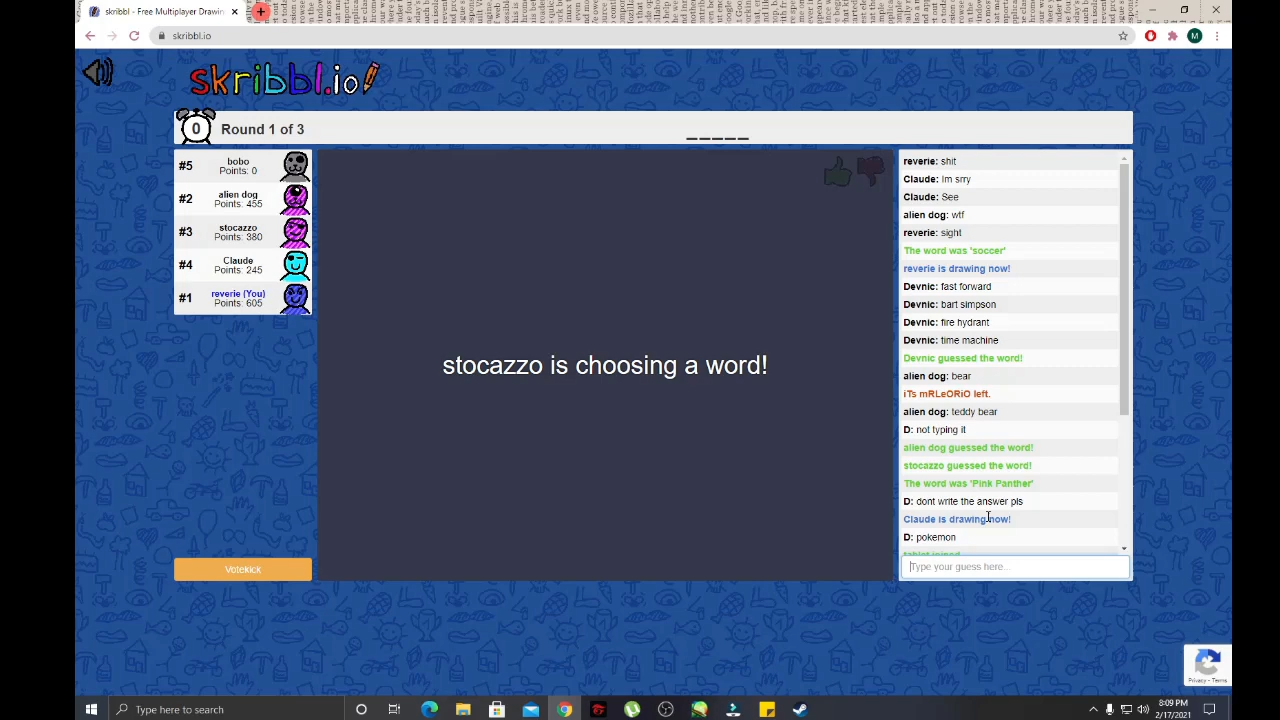 skribbl - Free Multiplayer Drawin
skribbl.io
M
skribbl.io
0
Round 1 of 3
_ _ _ _ _
#5
bobo
Points: 0
#2
alien dog
Points: 455
#3
stocazzo
Points: 380
#4
Claude
Points: 245
#1
reverie (You)
Points: 605
Votekick
stocazzo is choosing a word!
reverie: shit
Claude: Im srry
Claude: See
alien dog: wtf
reverie: sight
The word was 'soccer'
reverie is drawing now!
Devnic: fast forward
Devnic: bart simpson
Devnic: fire hydrant
Devnic: time machine
Devnic guessed the word!
alien dog: bear
iTs mRLeORiO left.
alien dog: teddy bear
D: not typing it
alien dog guessed the word!
stocazzo guessed the word!
The word was 'Pink Panther'
D: dont write the answer pls
Claude is drawing now!
D: pokemon
tablet joined.
Type your guess here...
Privacy - Terms
Type here to search
8:09 PM
2/17/2021